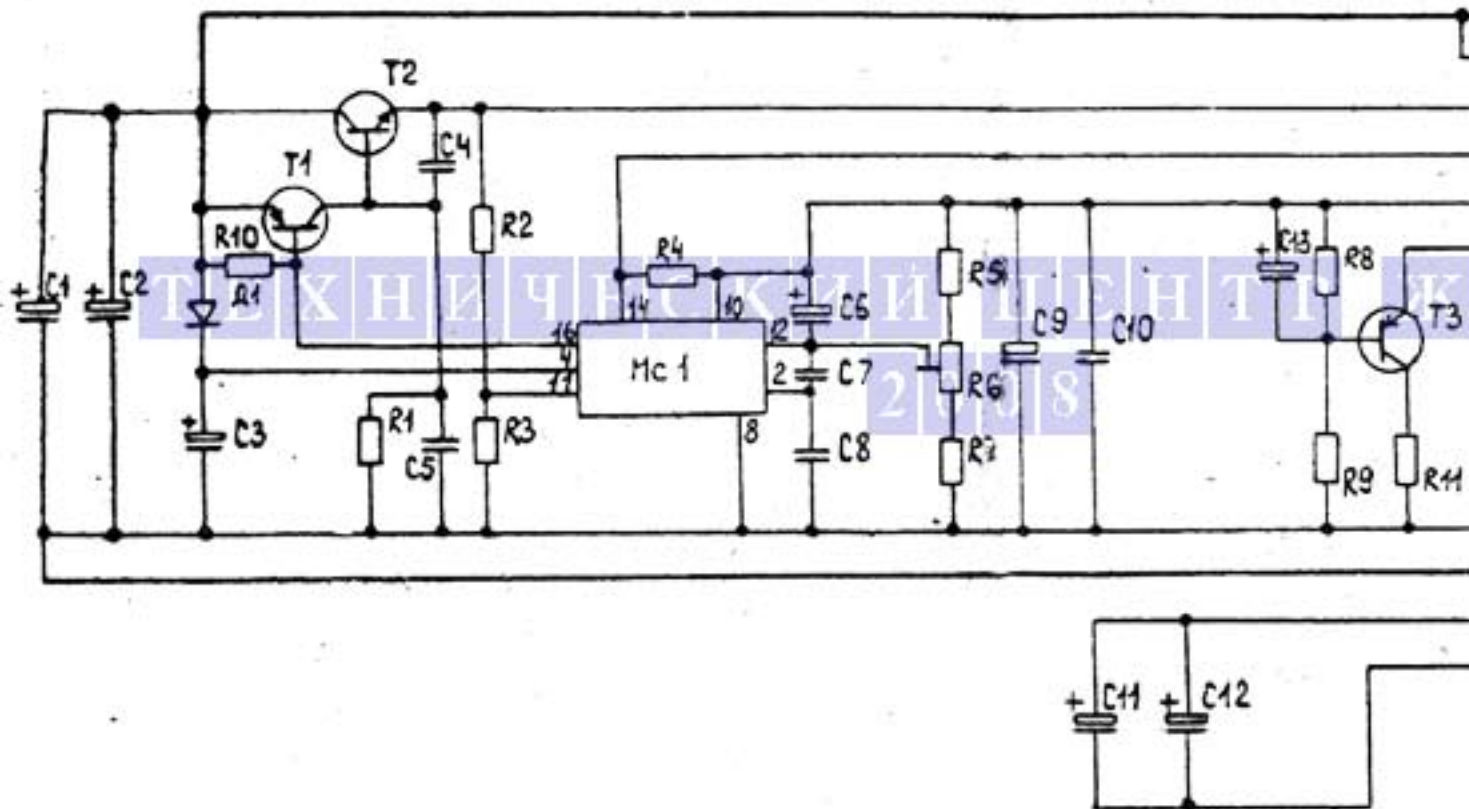 T2
C4
T1
R10
R2
R4
R5
C13
R8
+ C1
+ C2
Д1
14
10
+ C6
ТЕХНИЧЕСКИЙ ЦЕНТР Ж
2008
16
4
11
Мс 1
12
2
8
C7
R6
C9
C10
T3
+ C3
R1
C5
R3
C8
R7
R9
R11
+ C11
+ C12